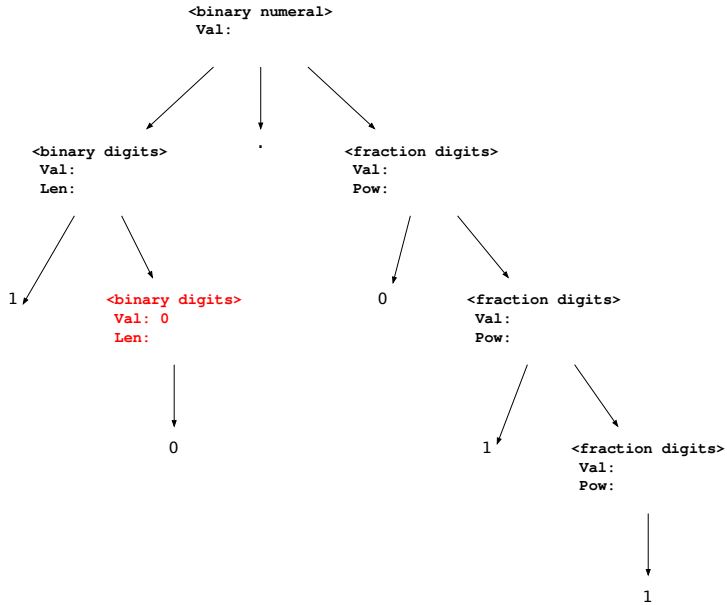 <binary numeral>
Val:
<binary digits>
Val:
Len:
.
<fraction digits>
Val:
Pow:
1
<binary digits>
Val: 0
Len:
0
<fraction digits>
Val:
Pow:
0
1
<fraction digits>
Val:
Pow:
1